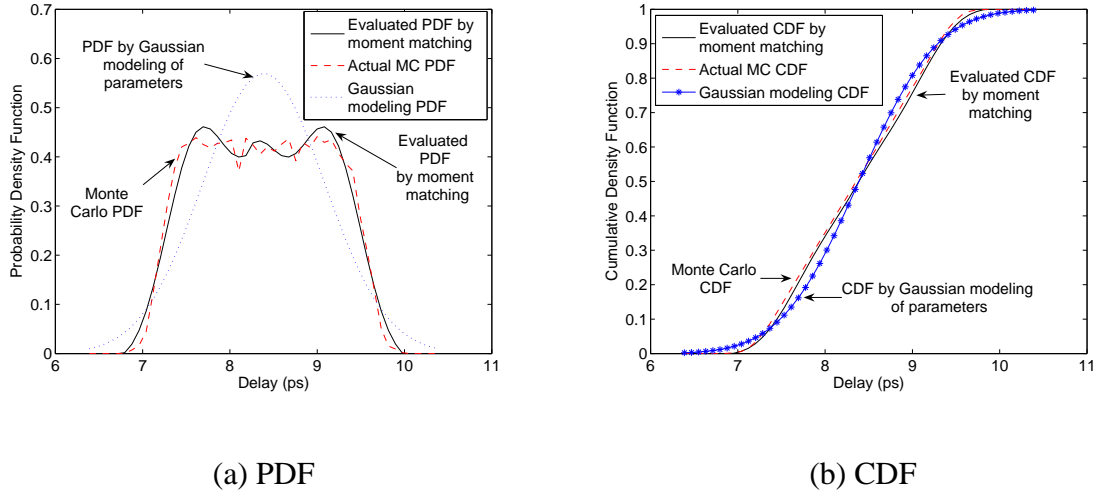 0.7
0.6
0.5
0.4
0.3
0.2
0.1
0
6
7
8
9
10
11
Delay (ps)
Probability Density Function
Evaluated PDF by
moment matching
Actual MC PDF
Gaussian
modeling PDF
PDF by Gaussian
modeling of
parameters
Evaluated
PDF
by moment
matching
Monte
Carlo PDF
(a) PDF
1
0.9
0.8
0.7
0.6
0.5
0.4
0.3
0.2
0.1
0
6
7
8
9
10
11
Delay (ps)
Cumulative Density Function
Evaluated CDF by
moment matching
Actual MC CDF
Gaussian modeling CDF
Evaluated CDF
by moment
matching
Monte Carlo
CDF
CDF by Gaussian modeling
of parameters
(b) CDF